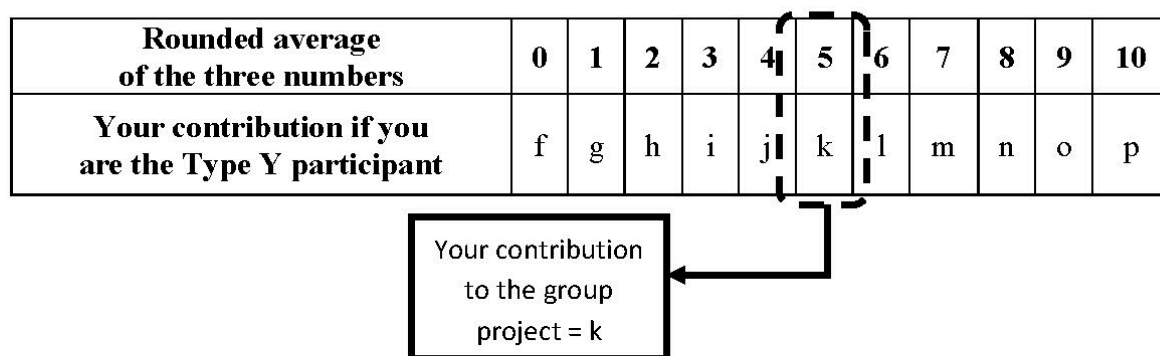 Rounded average
of the three numbers
0 1 2 3 4 5 6 7 8 9 10
Your contribution if you
are the Type Y participant
f g h i j k l m n o p
Your contribution
to the group
project = k